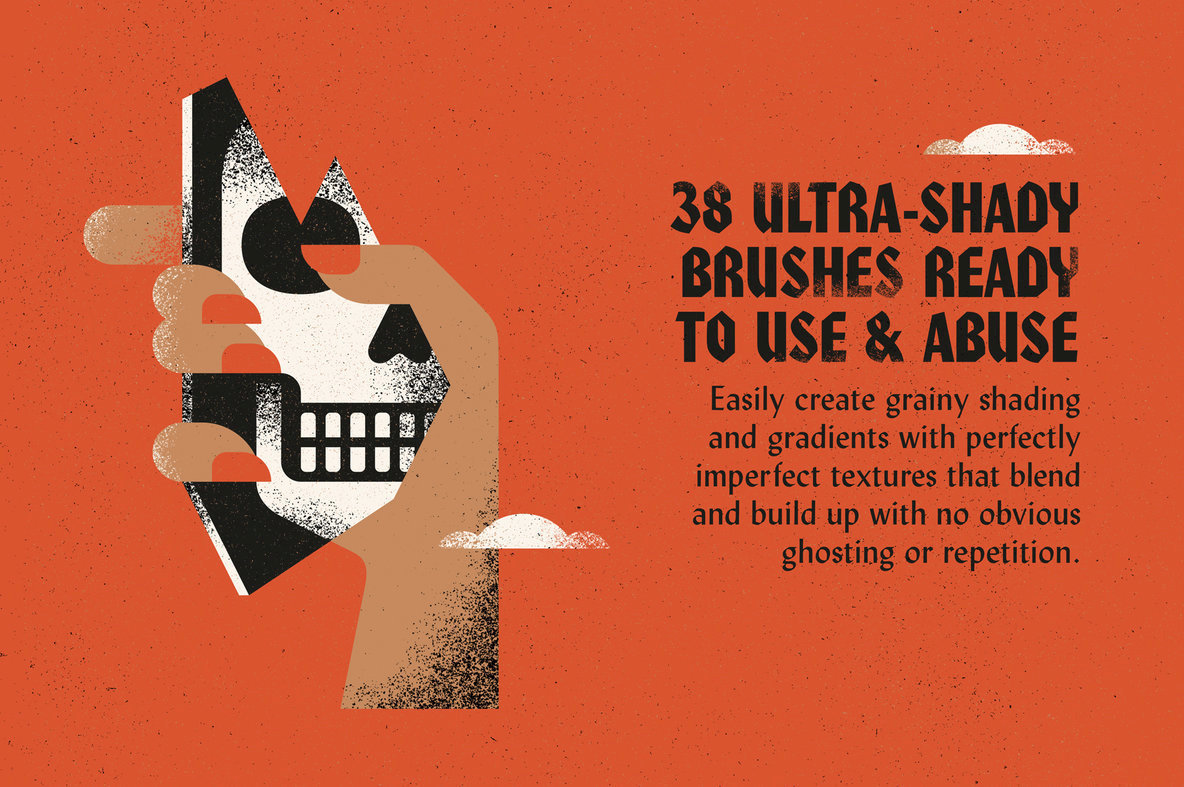 38 ULTRA-SHADY
BRUSHES READY
TO USE & ABUSE
Easily create grainy shading
and gradients with perfectly
imperfect textures that blend
and build up with no obvious
ghosting or repetition.